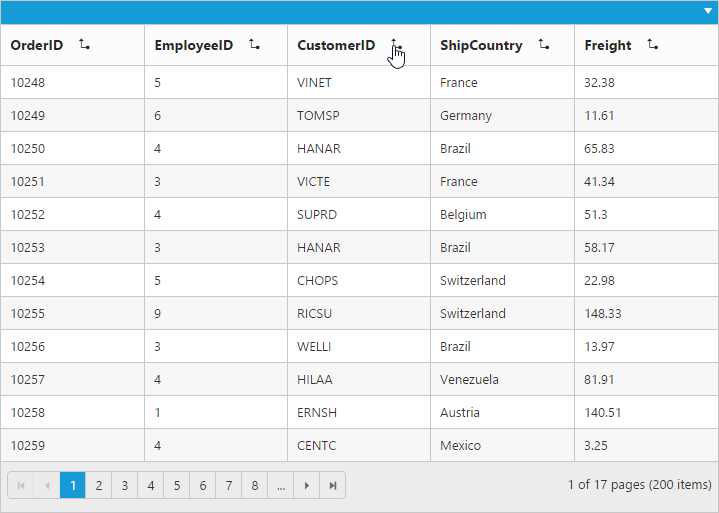 OrderID EmployeeID CustomerID ShipCountry Freight
10248 5 VINET France 32.38
10249 6 TOMSP Germany 11.61
10250 4 HANAR Brazil 65.83
10251 3 VICTE France 41.34
10252 4 SUPRD Belgium 51.3
10253 3 HANAR Brazil 58.17
10254 5 CHOPS Switzerland 22.98
10255 9 RICSU Switzerland 148.33
10256 3 WELLI Brazil 13.97
10257 4 HILAA Venezuela 81.91
10258 1 ERNSH Austria 140.51
10259 4 CENTC Mexico 3.25
1 2 3 4 5 6 7 8 ... 1 of 17 pages (200 items)